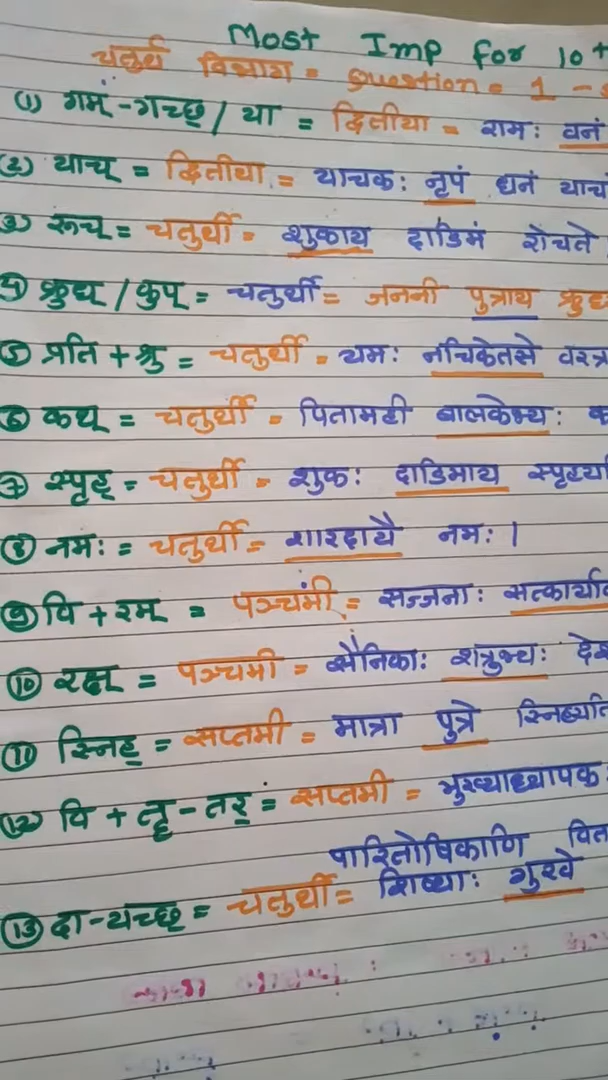 Most Imp for 10
चतुर्थ विभाग = Question = 1 -
(1) गम् - गच्छ् / या = द्वितीया = रामः वनं
(2) याच् = द्वितीया = याचकः नृपं धनं याच
(3) रूच् = चतुर्थी = शुकाय दाडिमं रोचते
(4) क्रुध् / कुप् = चतुर्थी = जननी पुत्राय क्रुध
(5) प्रति + श्रु = चतुर्थी = यमः नचिकेतसे वरत्र
(6) कथ् = चतुर्थी = पितामही बालकेभ्यः क
(7) स्पृह् = चतुर्थी = शुकः दाडिमाय स्पृहय
(8) नमः = चतुर्थी = शारदायै नमः ।
(9) वि + रम् = पञ्चमी = सज्जनाः सत्कार्या
(10) रक्ष् = पञ्चमी = सैनिकाः शत्रुभ्यः देश
(11) स्निह् = सप्तमी = मात्रा पुत्रे स्निह्यति
(12) वि + तॄ - तर् = सप्तमी = मुख्याध्यापकः
पारितोषिकाणि वित
(13) दा - यच्छ् = चतुर्थी = शिष्याः गुरवे